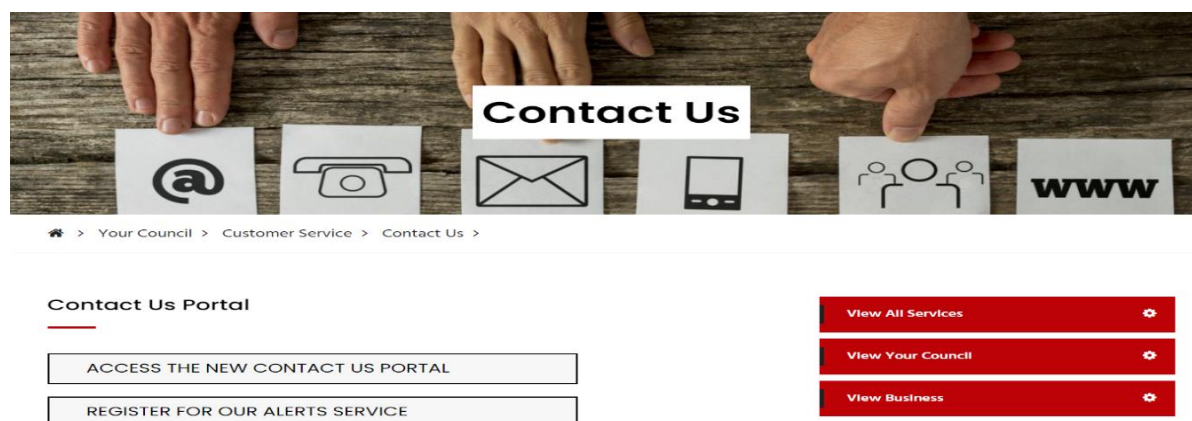 Contact Us
@
www
Your Council > Customer Service > Contact Us >
Contact Us Portal
ACCESS THE NEW CONTACT US PORTAL
REGISTER FOR OUR ALERTS SERVICE
View All Services
View Your Council
View Business